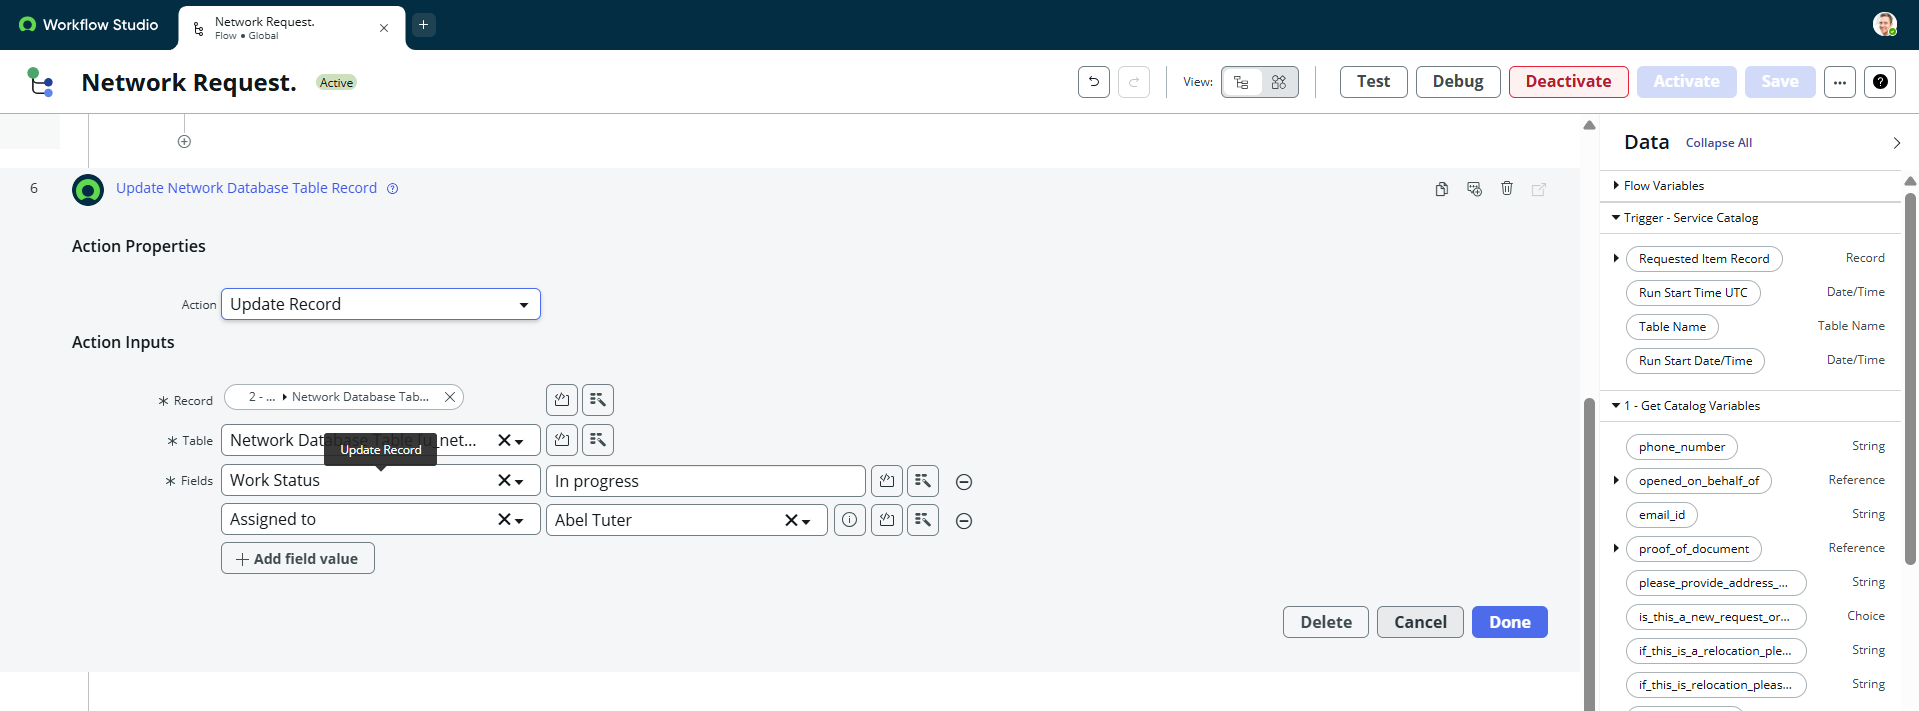 Workflow Studio
Network Request.
Flow • Global
Network Request.
Active
View:
Test
Debug
Deactivate
Activate
Save
Data
Collapse All
6
Update Network Database Table Record
Action Properties
Action
Update Record
Action Inputs
* Record
2 - ... ▸ Network Database Tab...
* Table
Network Database Table [u_net...
Update Record
* Fields
Work Status
In progress
Assigned to
Abel Tuter
+ Add field value
Delete
Cancel
Done
Flow Variables
Trigger - Service Catalog
Requested Item Record
Record
Run Start Time UTC
Date/Time
Table Name
Table Name
Run Start Date/Time
Date/Time
1 - Get Catalog Variables
phone_number
String
opened_on_behalf_of
Reference
email_id
String
proof_of_document
Reference
please_provide_address_...
String
is_this_a_new_request_or...
Choice
if_this_is_a_relocation_ple...
String
if_this_is_relocation_pleas...
String